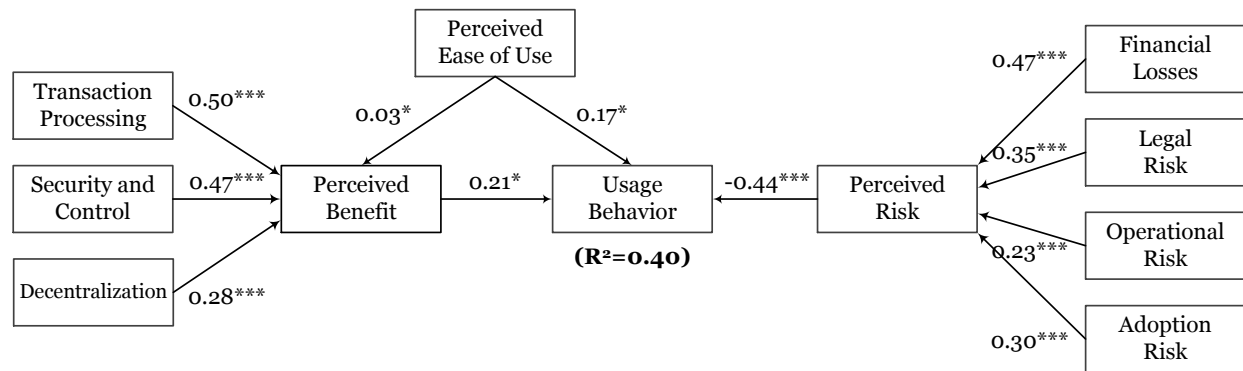 Perceived
Ease of Use
Financial
Losses
0.47***
Transaction
Processing
0.50***
0.03*
0.17*
Legal
Risk
0.35***
Security and
Control
0.47***
Perceived
Benefit
0.21*
Usage
Behavior
-0.44***
Perceived
Risk
(R²=0.40)
Operational
Risk
0.23***
Decentralization
0.28***
Adoption
Risk
0.30***